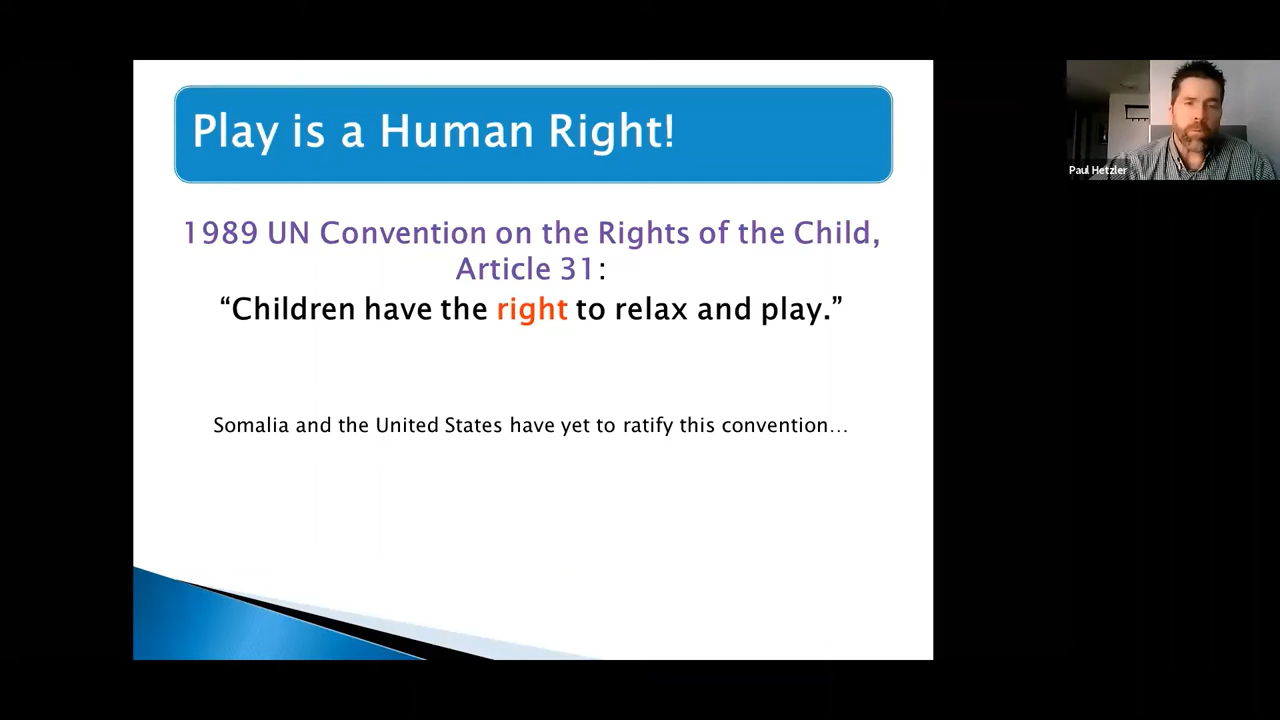 Play is a Human Right!
1989 UN Convention on the Rights of the Child,
Article 31:
“Children have the right to relax and play.”
Somalia and the United States have yet to ratify this convention…
Paul Hetzler